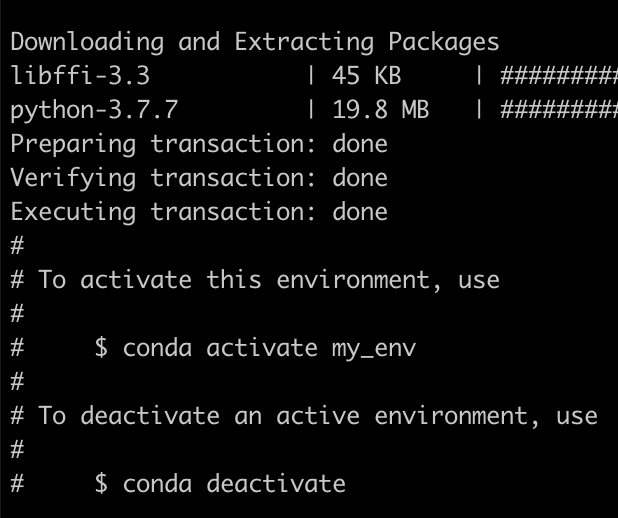 Downloading and Extracting Packages
libffi-3.3           | 45 KB     | #########
python-3.7.7         | 19.8 MB   | #########
Preparing transaction: done
Verifying transaction: done
Executing transaction: done
#
# To activate this environment, use
#
#     $ conda activate my_env
#
# To deactivate an active environment, use
#
#     $ conda deactivate